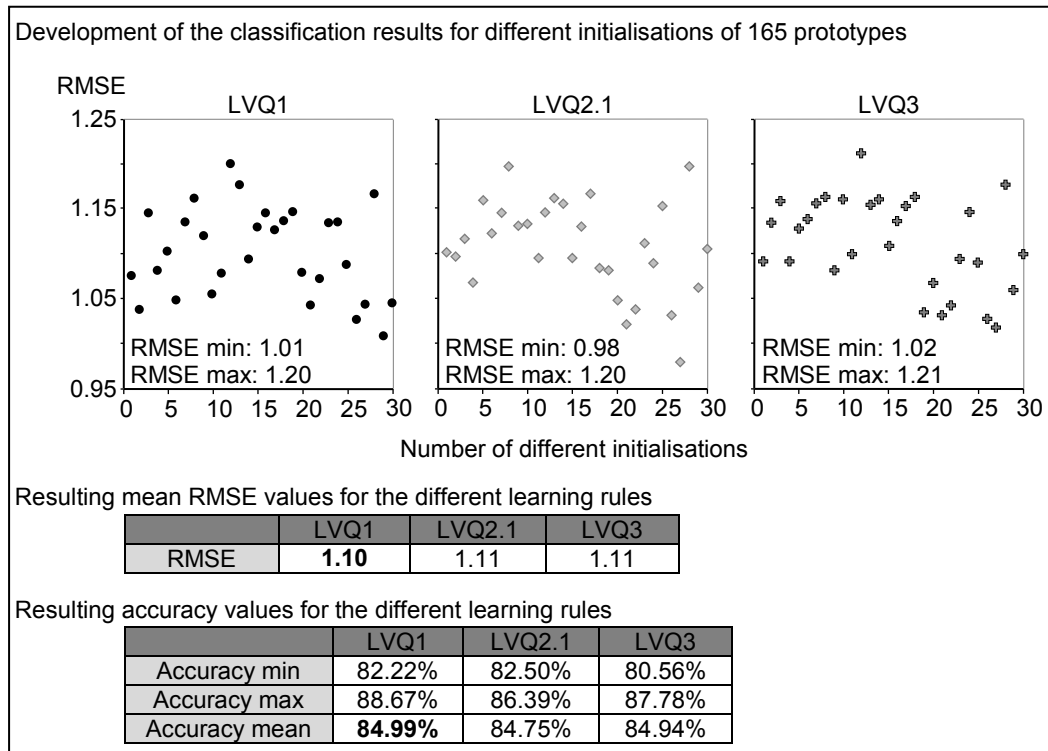 Development of the classification results for different initialisations of 165 prototypes
RMSE
LVQ1 LVQ2.1 LVQ3
1.25
1.15
1.05
0.95
RMSE min: 1.01 RMSE min: 0.98 RMSE min: 1.02
RMSE max: 1.20 RMSE max: 1.20 RMSE max: 1.21
0 5 10 15 20 25 30 0 5 10 15 20 25 30 0 5 10 15 20 25 30
Number of different initialisations
Resulting mean RMSE values for the different learning rules
LVQ1 LVQ2.1 LVQ3
RMSE 1.10 1.11 1.11
Resulting accuracy values for the different learning rules
LVQ1 LVQ2.1 LVQ3
Accuracy min 82.22% 82.50% 80.56%
Accuracy max 88.67% 86.39% 87.78%
Accuracy mean 84.99% 84.75% 84.94%